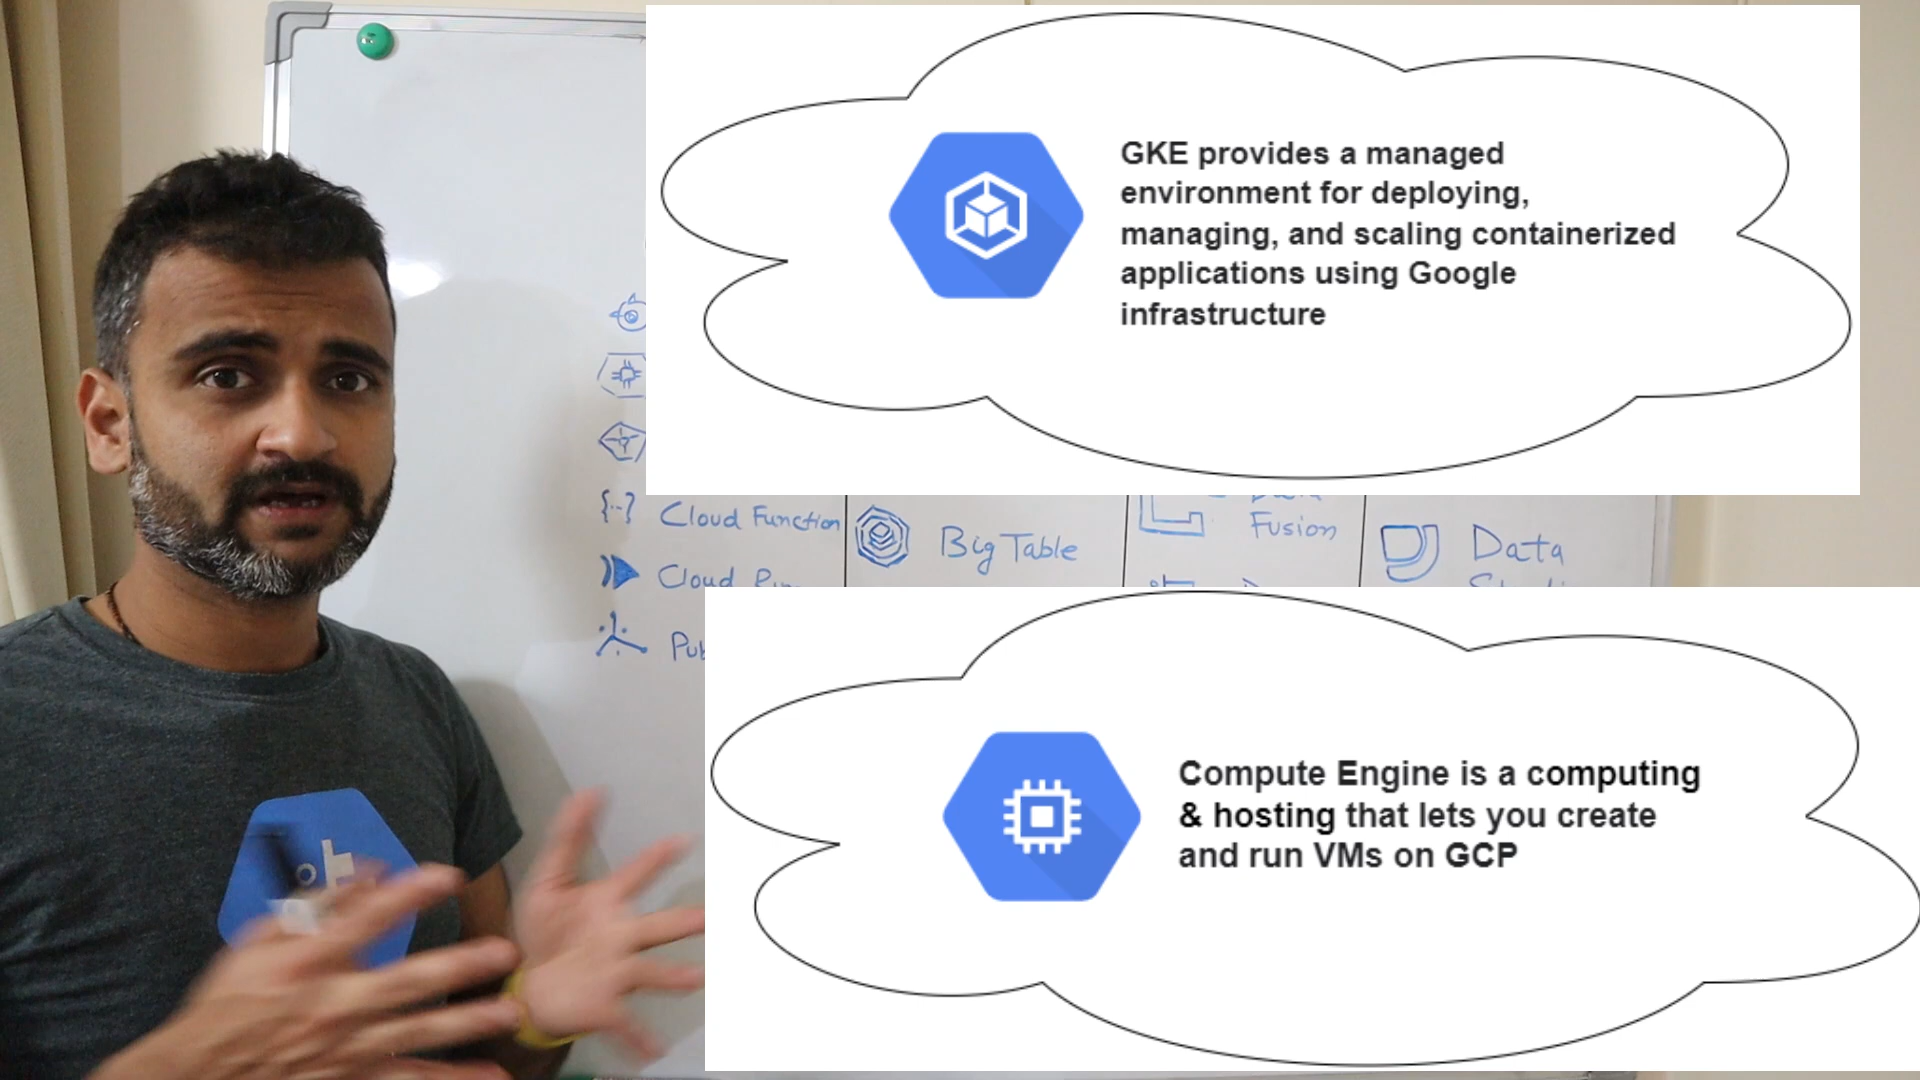 GKE provides a managed
environment for deploying,
managing, and scaling containerized
applications using Google
infrastructure
Cloud Function
Big Table
Fusion
Data
Cloud
Compute Engine is a computing
& hosting that lets you create
and run VMs on GCP